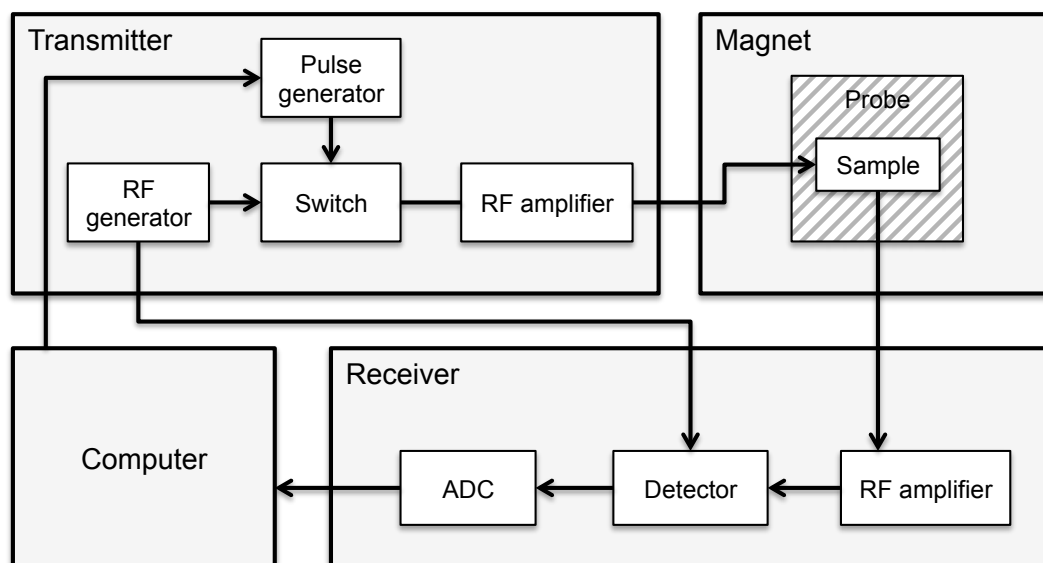 Transmitter
Pulse
generator
RF
generator
Switch
RF amplifier
Magnet
Probe
Sample
Computer
Receiver
ADC
Detector
RF amplifier